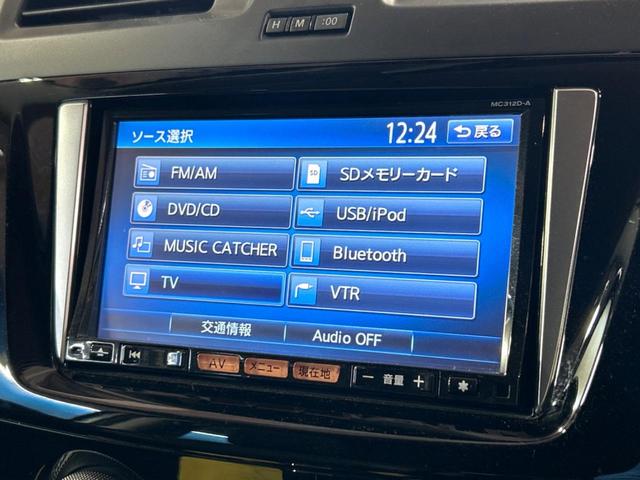 H M :00
MC312D-A
ソース選択 12:24 戻る
FM/AM SD SDメモリーカード
DVD/CD USB/iPod
MUSIC CATCHER Bluetooth
TV VTR
交通情報 Audio OFF
AV メニュー 現在地 − 音量 + ✱